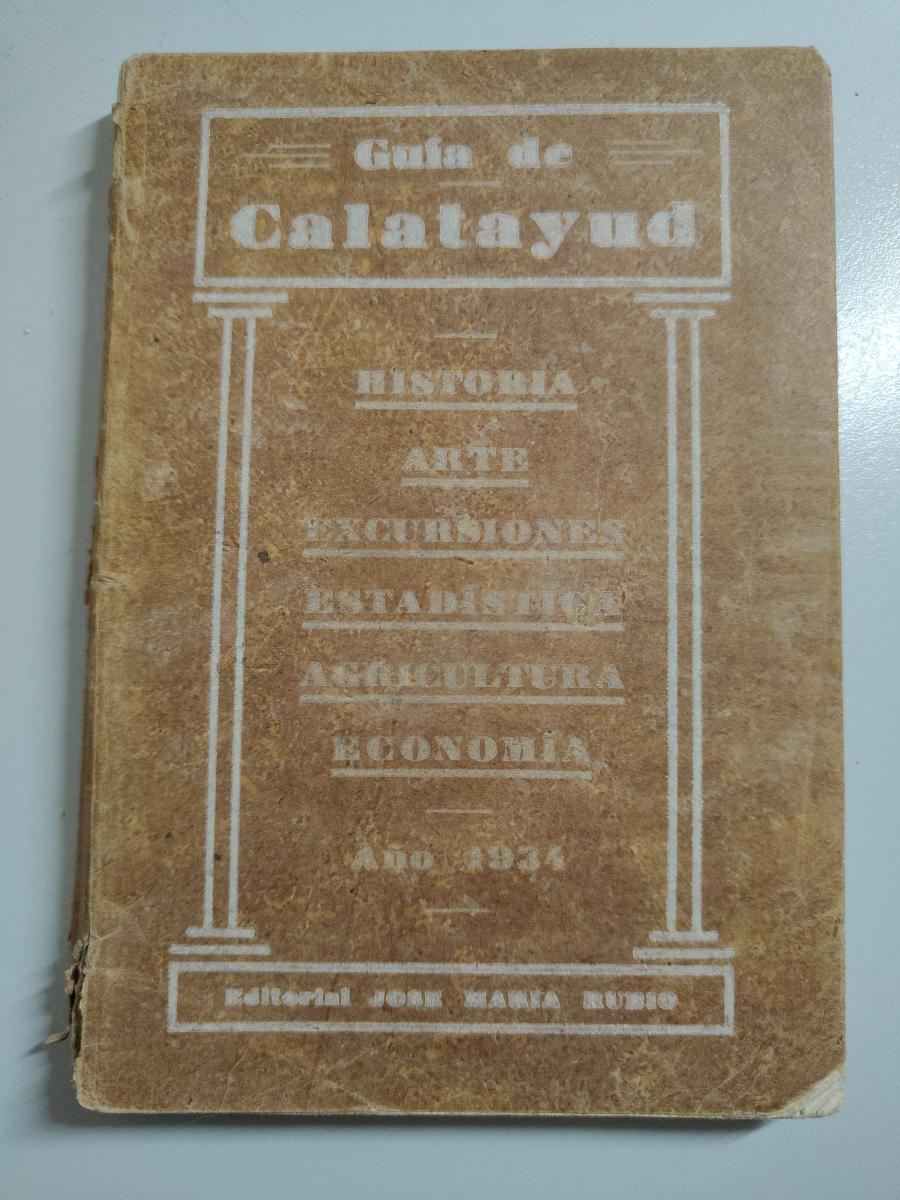 Guía de
Calatayud
HISTORIA
ARTE
EXCURSIONES
ESTADÍSTICA
AGRICULTURA
ECONOMÍA
Año 1934
Editorial JOSE MARIA RUBIO